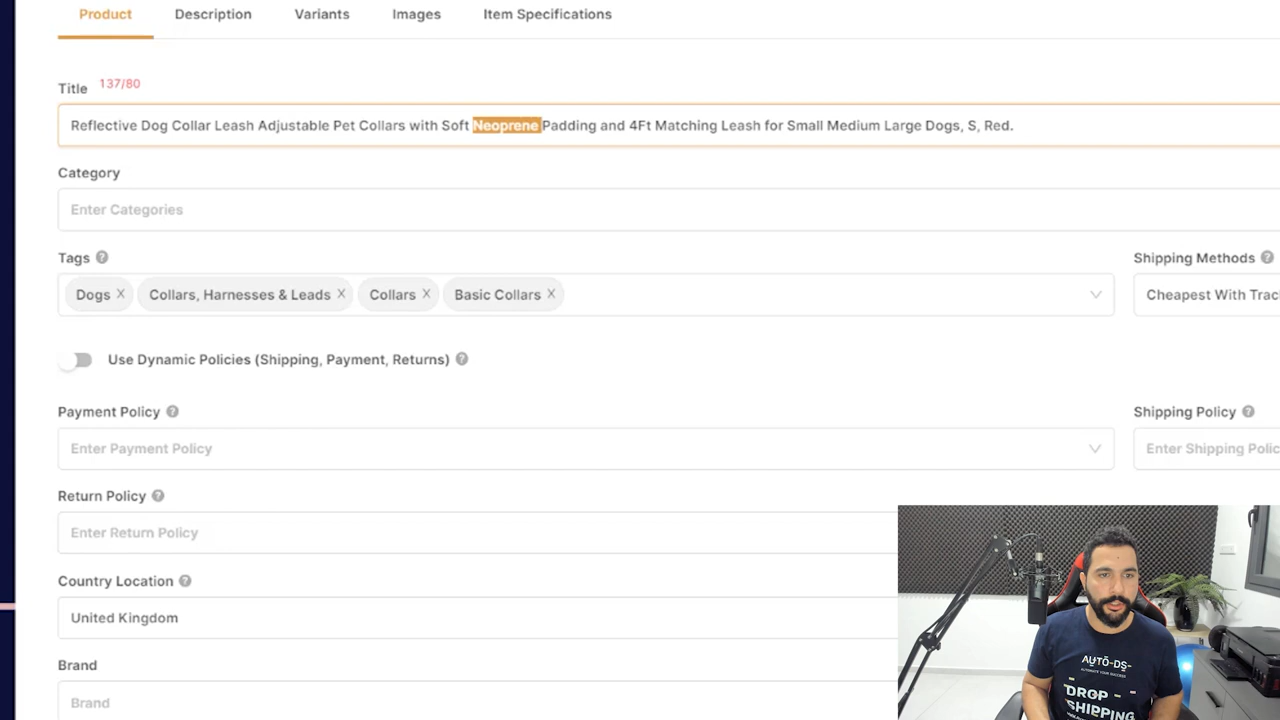 Product Description Variants Images Item Specifications
Title 137/80
Reflective Dog Collar Leash Adjustable Pet Collars with Soft Neoprene Padding and 4Ft Matching Leash for Small Medium Large Dogs, S, Red.
Category
Enter Categories
Tags ? Shipping Methods ?
Dogs X Collars, Harnesses & Leads X Collars X Basic Collars X Cheapest With Trac
Use Dynamic Policies (Shipping, Payment, Returns) ?
Payment Policy ? Shipping Policy ?
Enter Payment Policy Enter Shipping Polic
Return Policy ?
Enter Return Policy
Country Location ?
United Kingdom
Brand
Brand
AUTO-DS-
AUTOMATE YOUR SUCCESS
DROP
SHIPPING